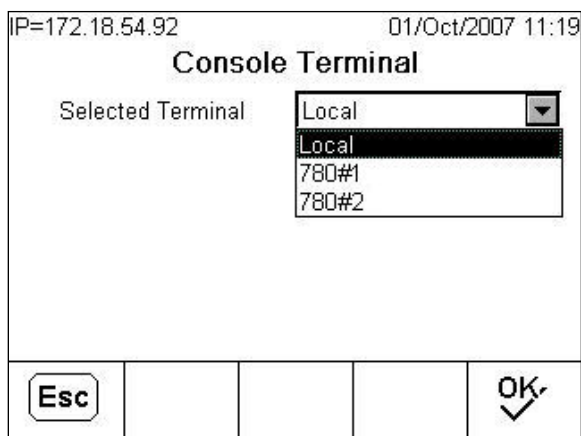 IP=172.18.54.92 01/Oct/2007 11:19
Console Terminal
Selected Terminal Local
Local
780#1
780#2
Esc OK